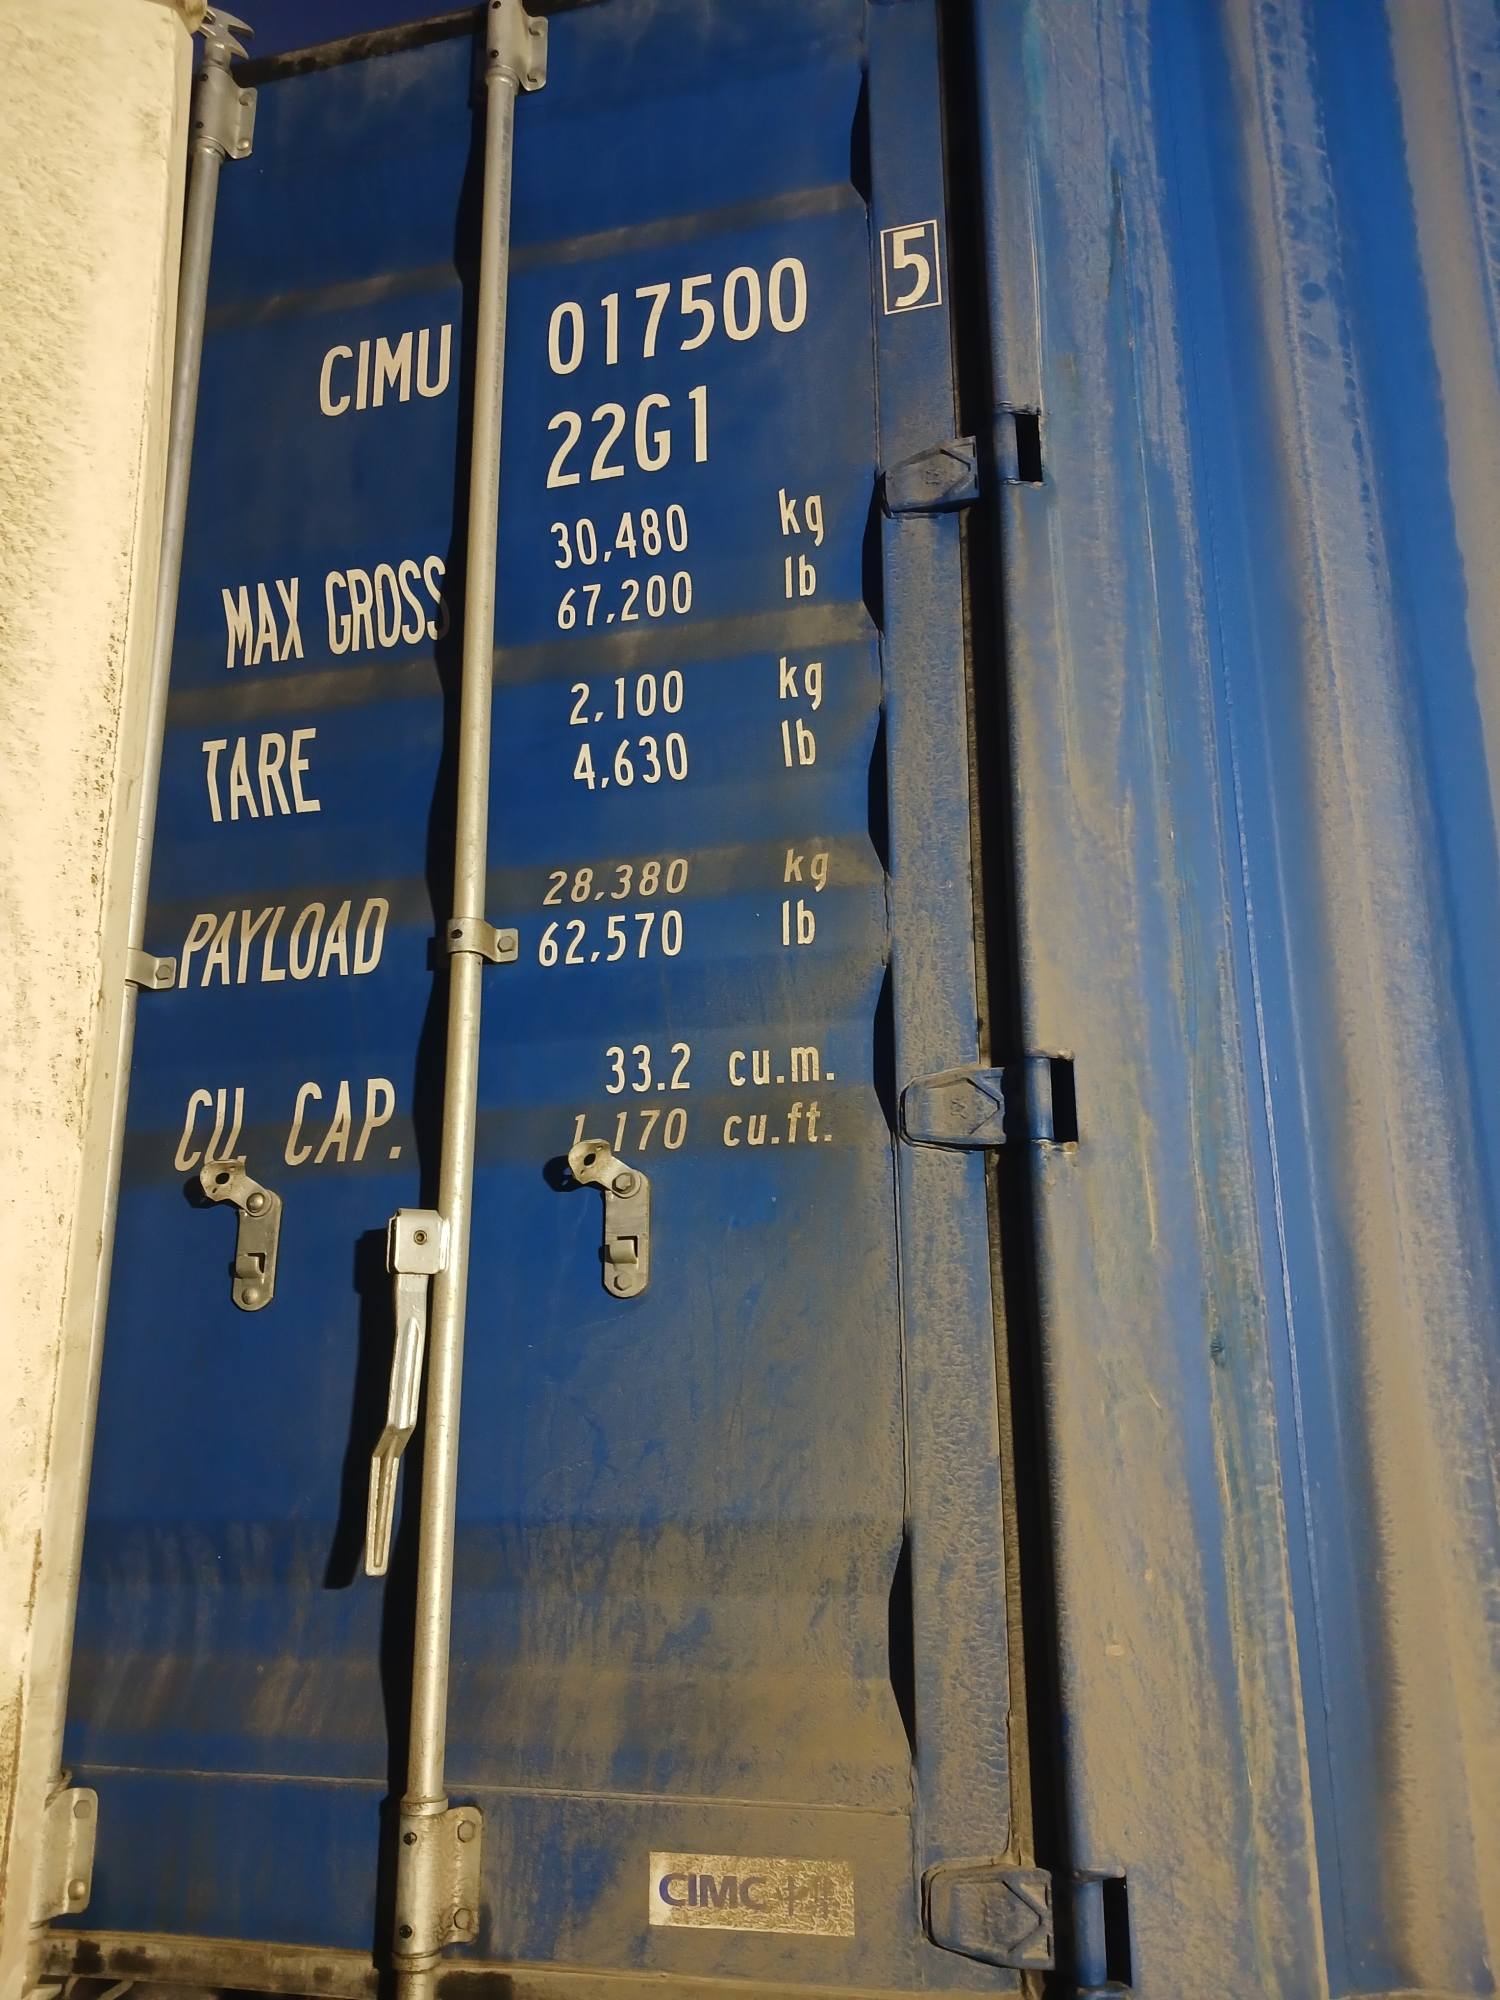 CIMU 017500 5
22G1
MAX GROSS 30,480 kg
67,200 lb
TARE 2,100 kg
4,630 lb
PAYLOAD 28,380 kg
62,570 lb
CU. CAP. 33.2 cu.m.
1,170 cu.ft.
CIMC